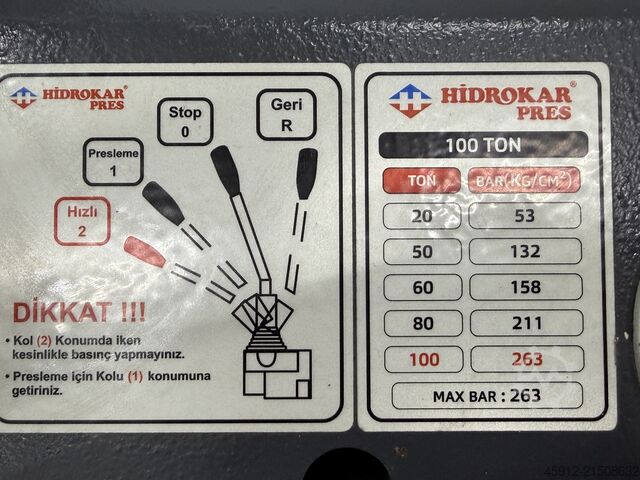 HİDROKAR®
PRES
Stop
0
Geri
R
Presleme
1
Hızlı
2
DİKKAT !!!
• Kol (2) Konumda iken
kesinlikle basınç yapmayınız.
• Presleme için Kolu (1) konumuna
getiriniz.
HİDROKAR®
PRES
100 TON
TON BAR(KG/CM²)
20 53
50 132
60 158
80 211
100 263
MAX BAR : 263
45912-21508632